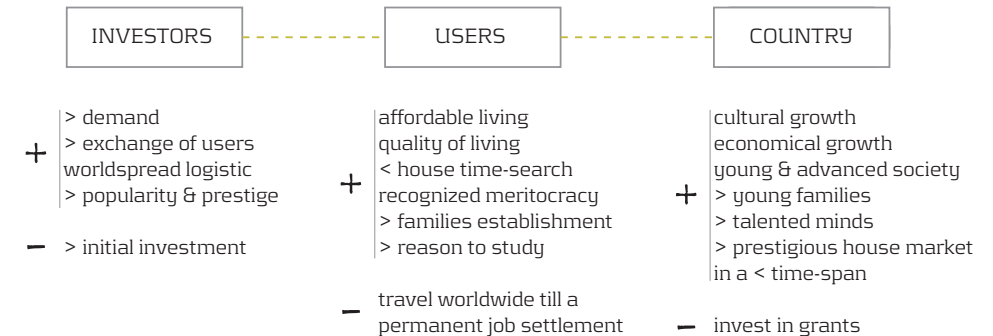 INVESTORS
USERS
COUNTRY
+
> demand
> exchange of users
worldspread logistic
> popularity & prestige
–
> initial investment
+
affordable living
quality of living
< house time-search
recognized meritocracy
> families establishment
> reason to study
–
travel worldwide till a
permanent job settlement
+
cultural growth
economical growth
young & advanced society
> young families
> talented minds
> prestigious house market
in a < time-span
–
invest in grants